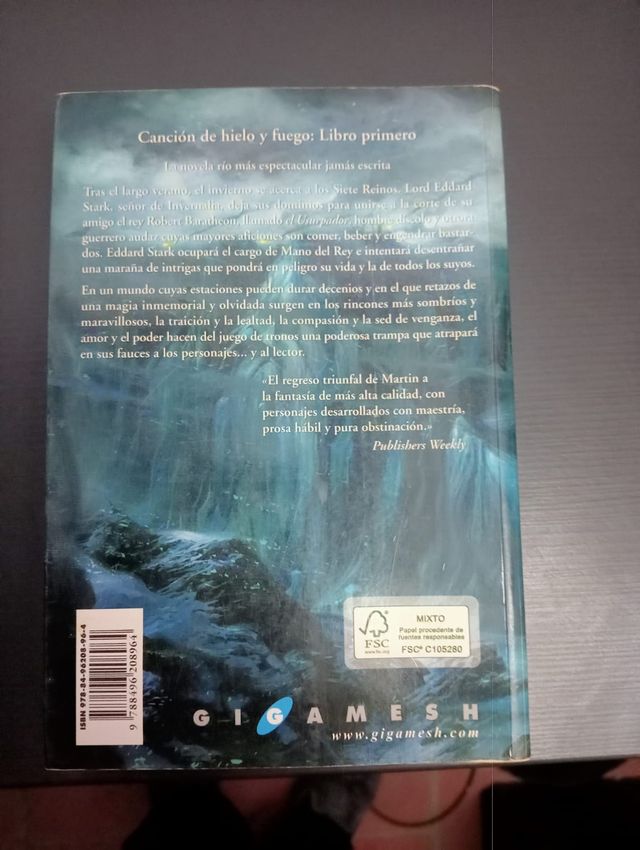 Canción de hielo y fuego: Libro primero
La novela río más espectacular jamás escrita
Tras el largo verano, el invierno se acerca a los Siete Reinos. Lord Eddard
Stark, señor de Invernalia, deja sus dominios para unirse a la corte de su
amigo el rey Robert Baratheon, llamado el Usurpador, hombre díscolo y otrora
guerrero audaz cuyas mayores aficiones son comer, beber y engendrar bastar-
dos. Eddard Stark ocupará el cargo de Mano del Rey e intentará desentrañar
una maraña de intrigas que pondrá en peligro su vida y la de todos los suyos.
En un mundo cuyas estaciones pueden durar decenios y en el que retazos de
una magia inmemorial y olvidada surgen en los rincones más sombríos y
maravillosos, la traición y la lealtad, la compasión y la sed de venganza, el
amor y el poder hacen del juego de tronos una poderosa trampa que atrapará
en sus fauces a los personajes... y al lector.
«El regreso triunfal de Martin a
la fantasía de más alta calidad, con
personajes desarrollados con maestría,
prosa hábil y pura obstinación.»
Publishers Weekly
ISBN 978-84-96208-96-4
9 788496 208964
FSC
www.fsc.org
MIXTO
Papel procedente de
fuentes responsables
FSC® C105280
GIGAMESH
www.gigamesh.com